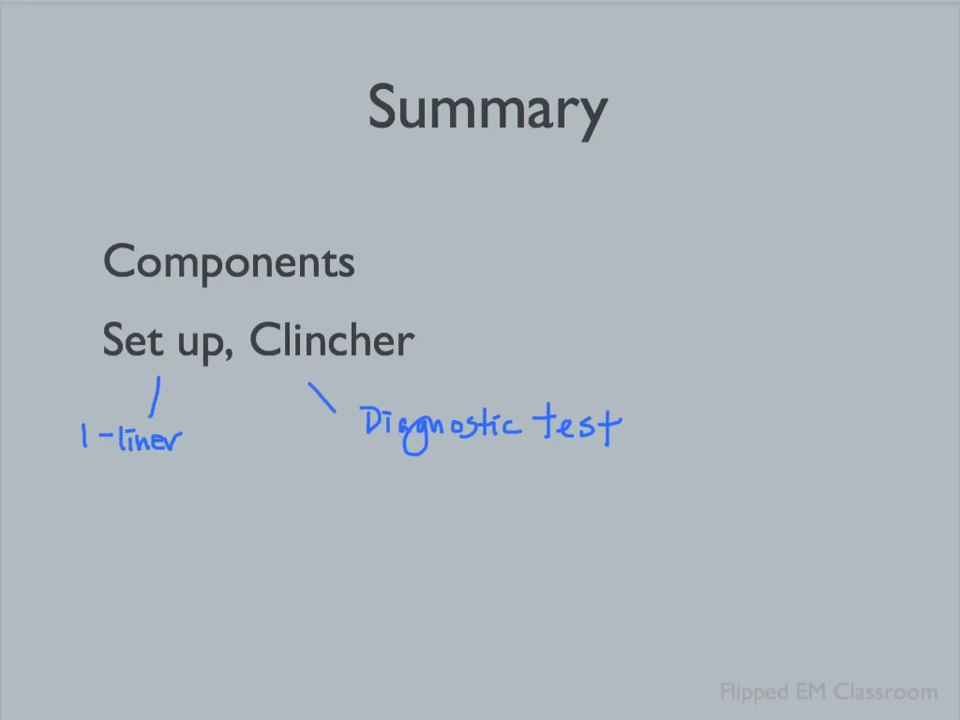 Summary
Components
Set up, Clincher
1-liner
Diagnostic test
Flipped EM Classroom